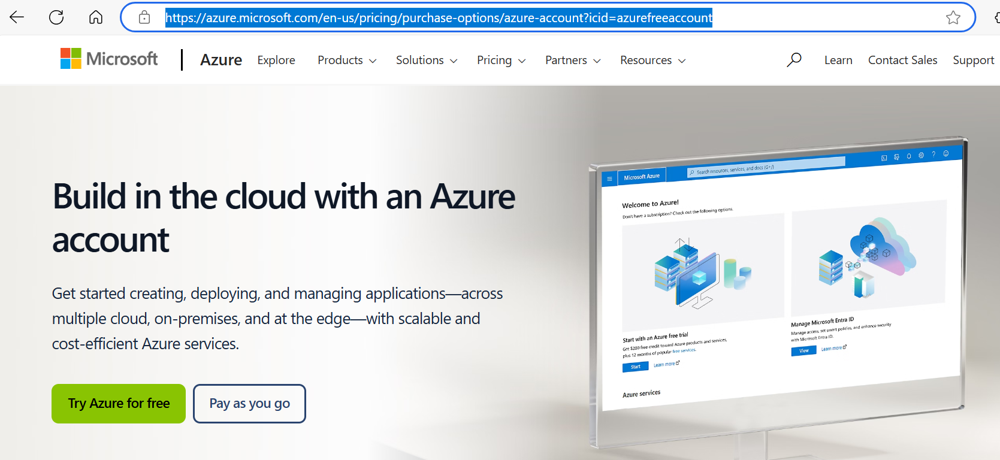 https://azure.microsoft.com/en-us/pricing/purchase-options/azure-account?icid=azurefreeaccount
Microsoft
Azure
Explore
Products
Solutions
Pricing
Partners
Resources
Learn
Contact Sales
Support
Build in the cloud with an Azure
account
Get started creating, deploying, and managing applications—across
multiple cloud, on-premises, and at the edge—with scalable and
cost-efficient Azure services.
Try Azure for free
Pay as you go
Microsoft Azure
Search resources, services, and docs (G+/)
Welcome to Azure!
Don't have a subscription? Check out the following options.
Start with an Azure free trial
Get $200 free credit toward Azure products and services,
plus 12 months of popular free services.
Start
Learn more
Manage Microsoft Entra ID
Manage access, set smart policies, and enhance security
with Microsoft Entra ID.
View
Learn more
Azure services